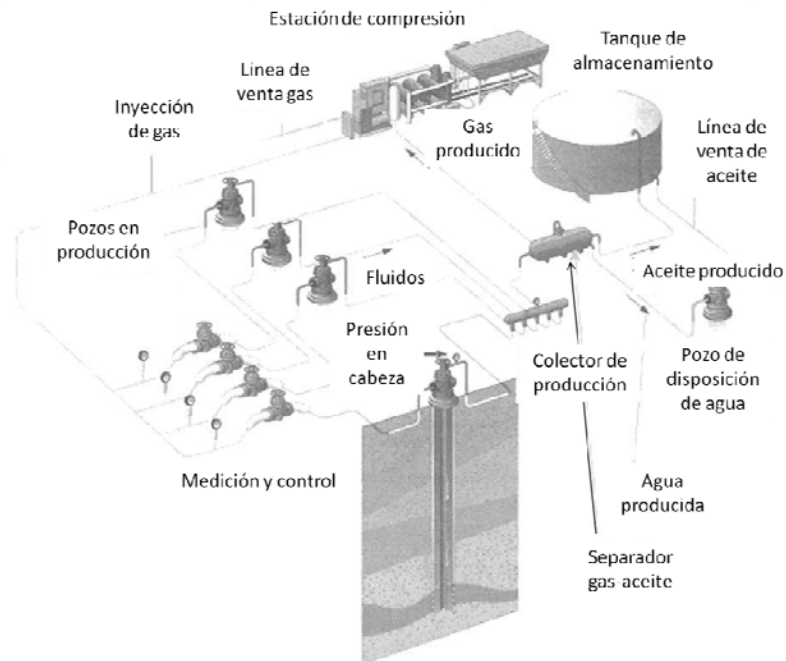 Estación de compresión
Tanque de
almacenamiento
Línea de
venta gas
Inyección
de gas
Gas
producido
Línea de
venta de
aceite
Pozos en
producción
Fluidos
Aceite producido
Presión
en
cabeza
Colector de
producción
Pozo de
disposición
de agua
Medición y control
Agua
producida
Separador
gas-aceite